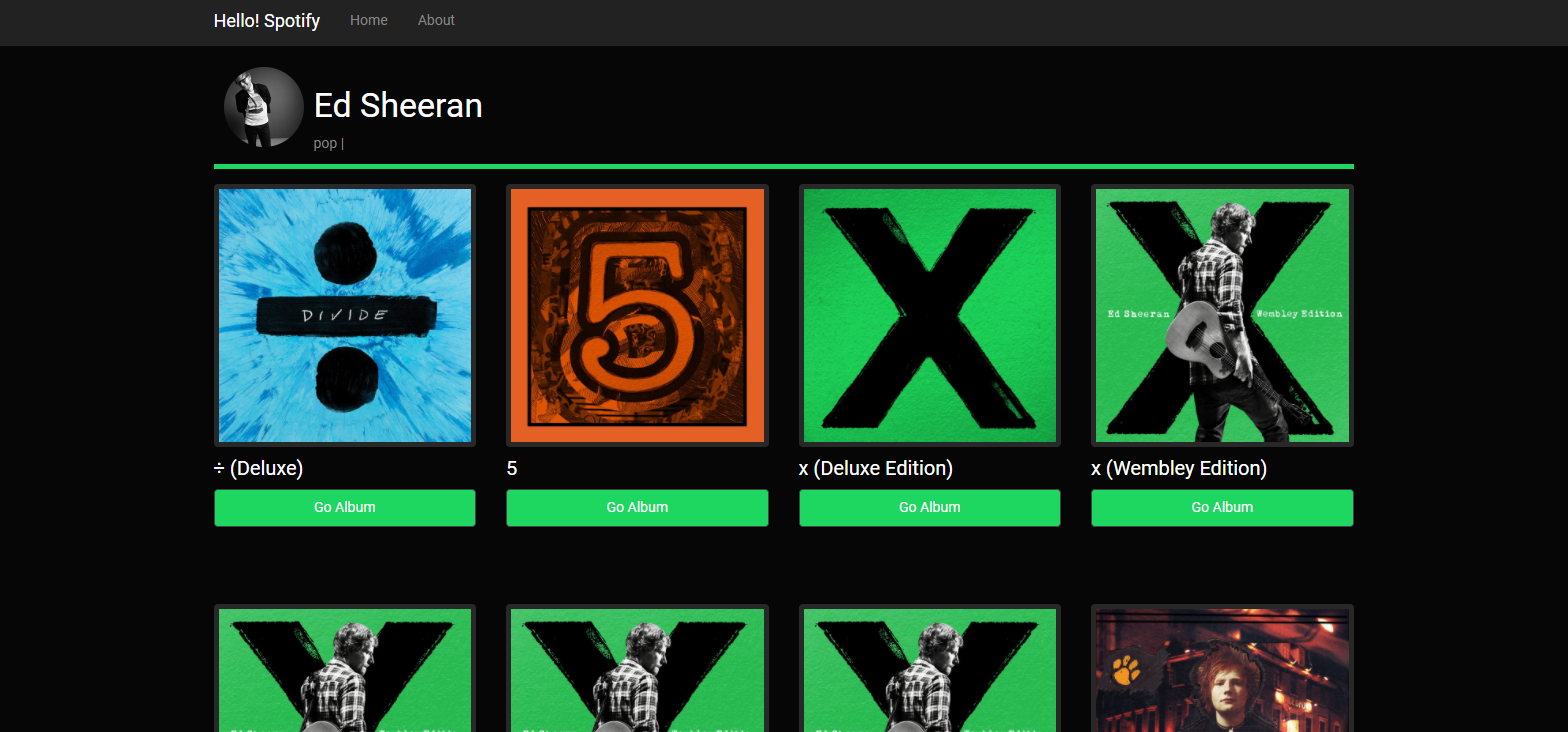 Hello! Spotify Home About
Ed Sheeran
pop |
DIVIDE
5
X
X
Ed Sheeran Wembley Edition
÷ (Deluxe) 5 x (Deluxe Edition) x (Wembley Edition)
Go Album Go Album Go Album Go Album